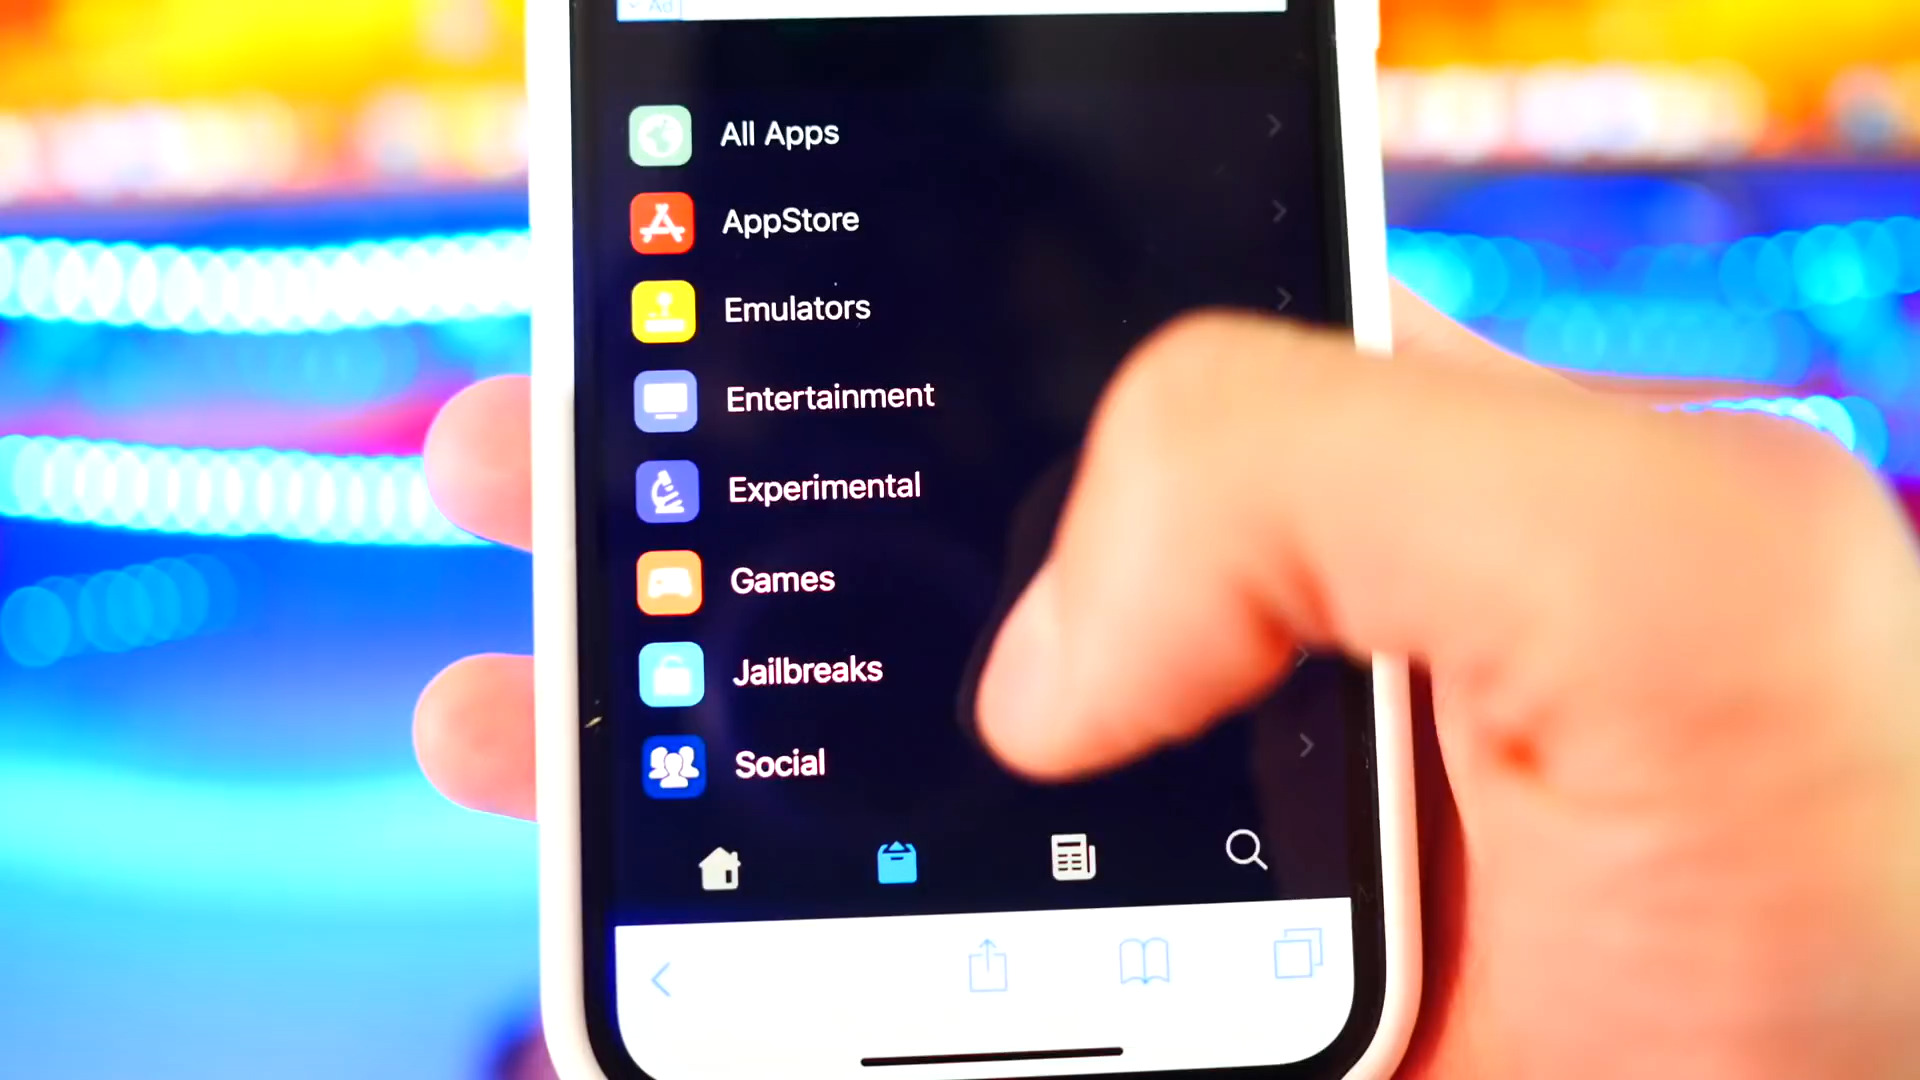 Ad
All Apps
AppStore
Emulators
Entertainment
Experimental
Games
Jailbreaks
Social